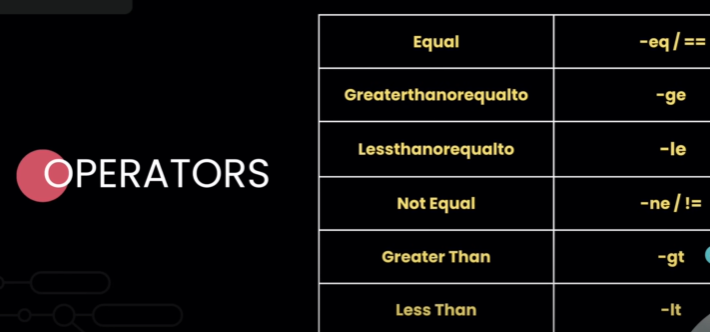 OPERATORS
Equal -eq / ==
Greaterthanorequalto -ge
Lessthanorequalto -le
Not Equal -ne / !=
Greater Than -gt
Less Than -lt